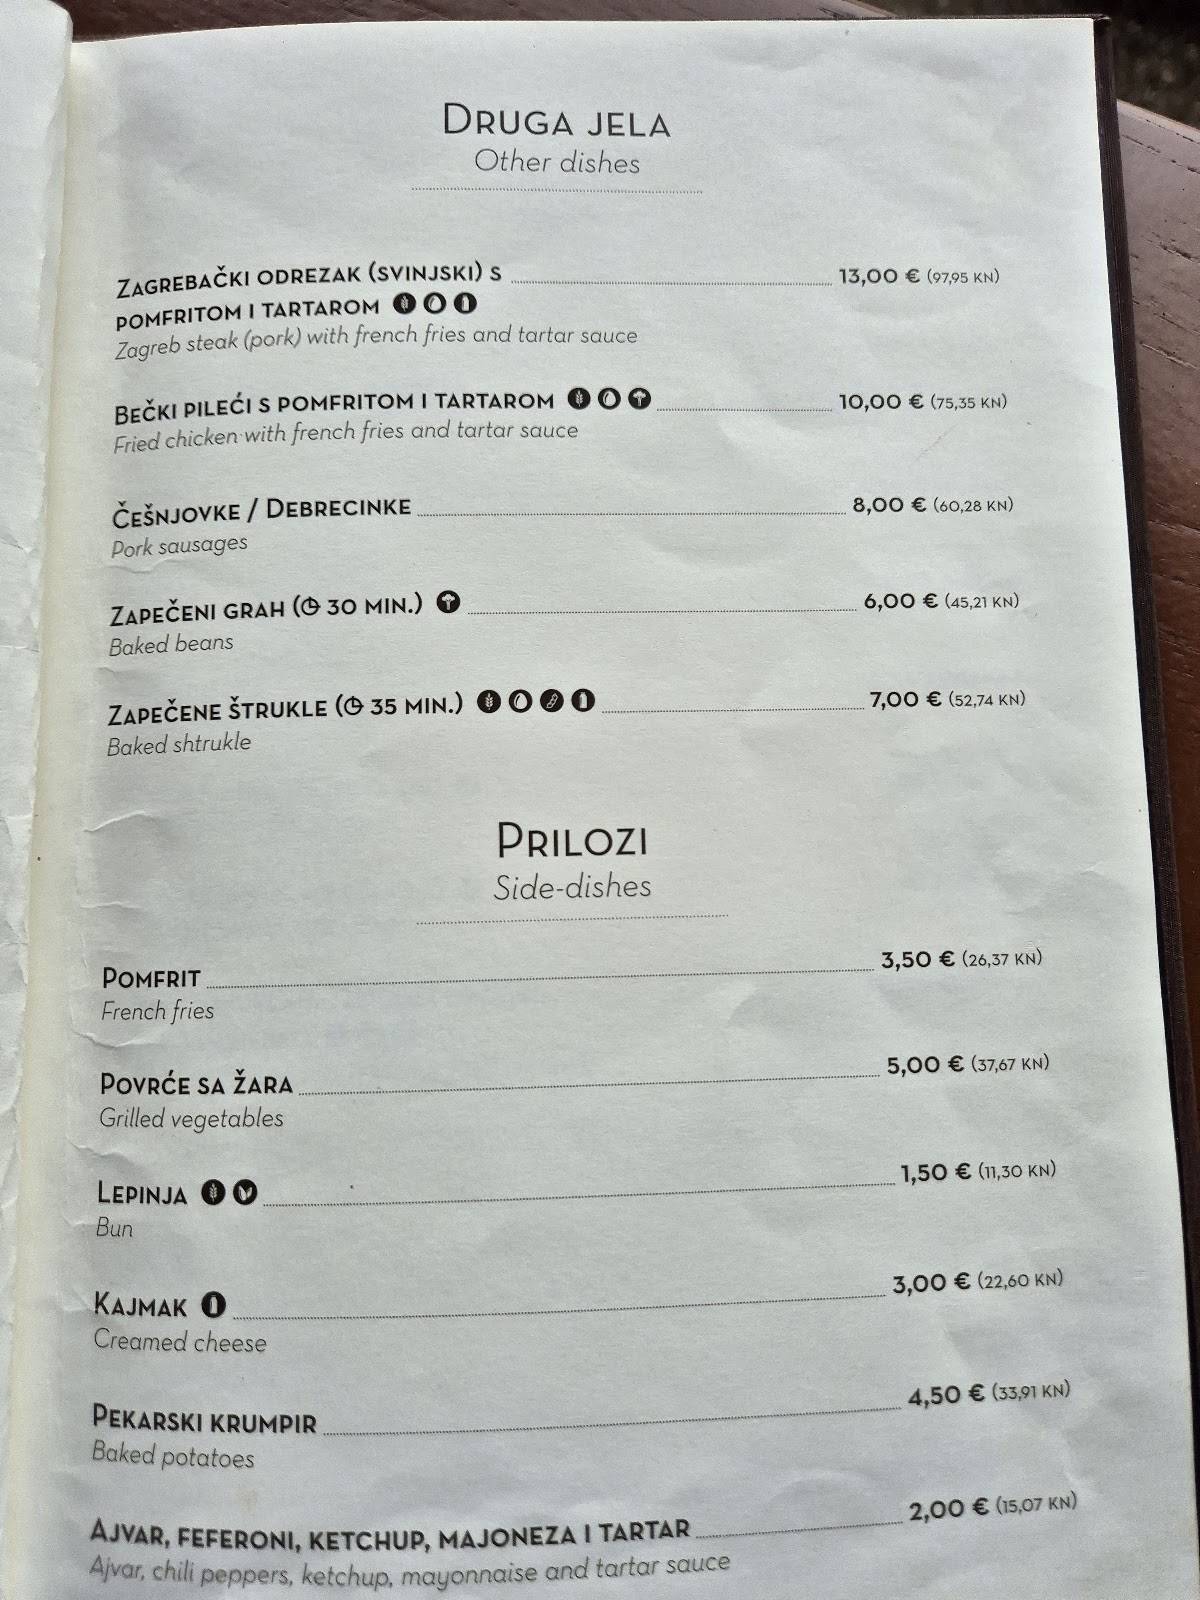 DRUGA JELA
Other dishes
ZAGREBAČKI ODREZAK (SVINJSKI) S 13,00 € (97,95 KN)
POMFRITOM I TARTAROM
Zagreb steak (pork) with french fries and tartar sauce
BEČKI PILEĆI S POMFRITOM I TARTAROM 10,00 € (75,35 KN)
Fried chicken with french fries and tartar sauce
ČEŠNJOVKE / DEBRECINKE 8,00 € (60,28 KN)
Pork sausages
ZAPEČENI GRAH (30 MIN.) 6,00 € (45,21 KN)
Baked beans
ZAPEČENE ŠTRUKLE (35 MIN.) 7,00 € (52,74 KN)
Baked shtrukle
PRILOZI
Side-dishes
POMFRIT 3,50 € (26,37 KN)
French fries
POVRĆE SA ŽARA 5,00 € (37,67 KN)
Grilled vegetables
LEPINJA 1,50 € (11,30 KN)
Bun
KAJMAK 3,00 € (22,60 KN)
Creamed cheese
PEKARSKI KRUMPIR 4,50 € (33,91 KN)
Baked potatoes
AJVAR, FEFERONI, KETCHUP, MAJONEZA I TARTAR 2,00 € (15,07 KN)
Ajvar, chili peppers, ketchup, mayonnaise and tartar sauce